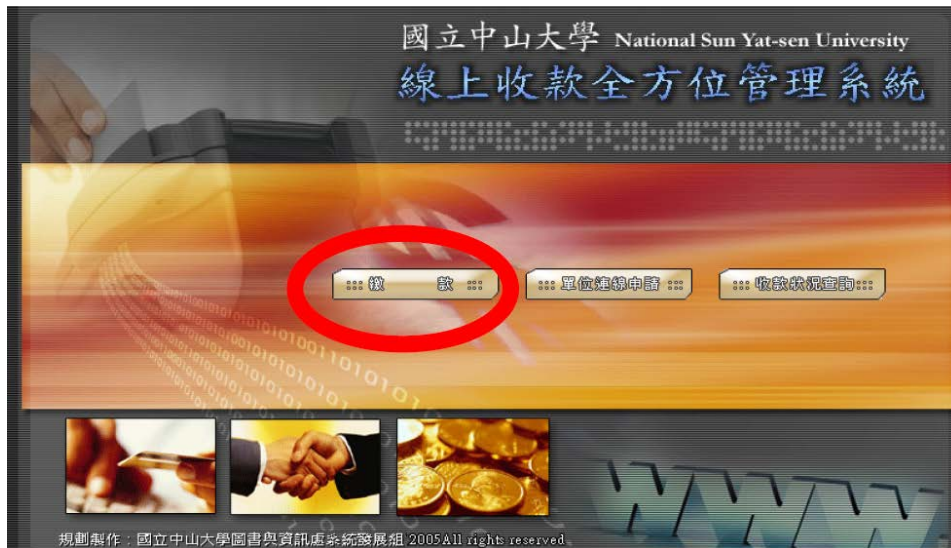 國立中山大學 National Sun Yat-sen University
線上收款全方位管理系統
繳 款
單位連線申請
收款狀況查詢
WWW
規劃製作：國立中山大學圖書與資訊處系統發展組 2005 All rights reserved.